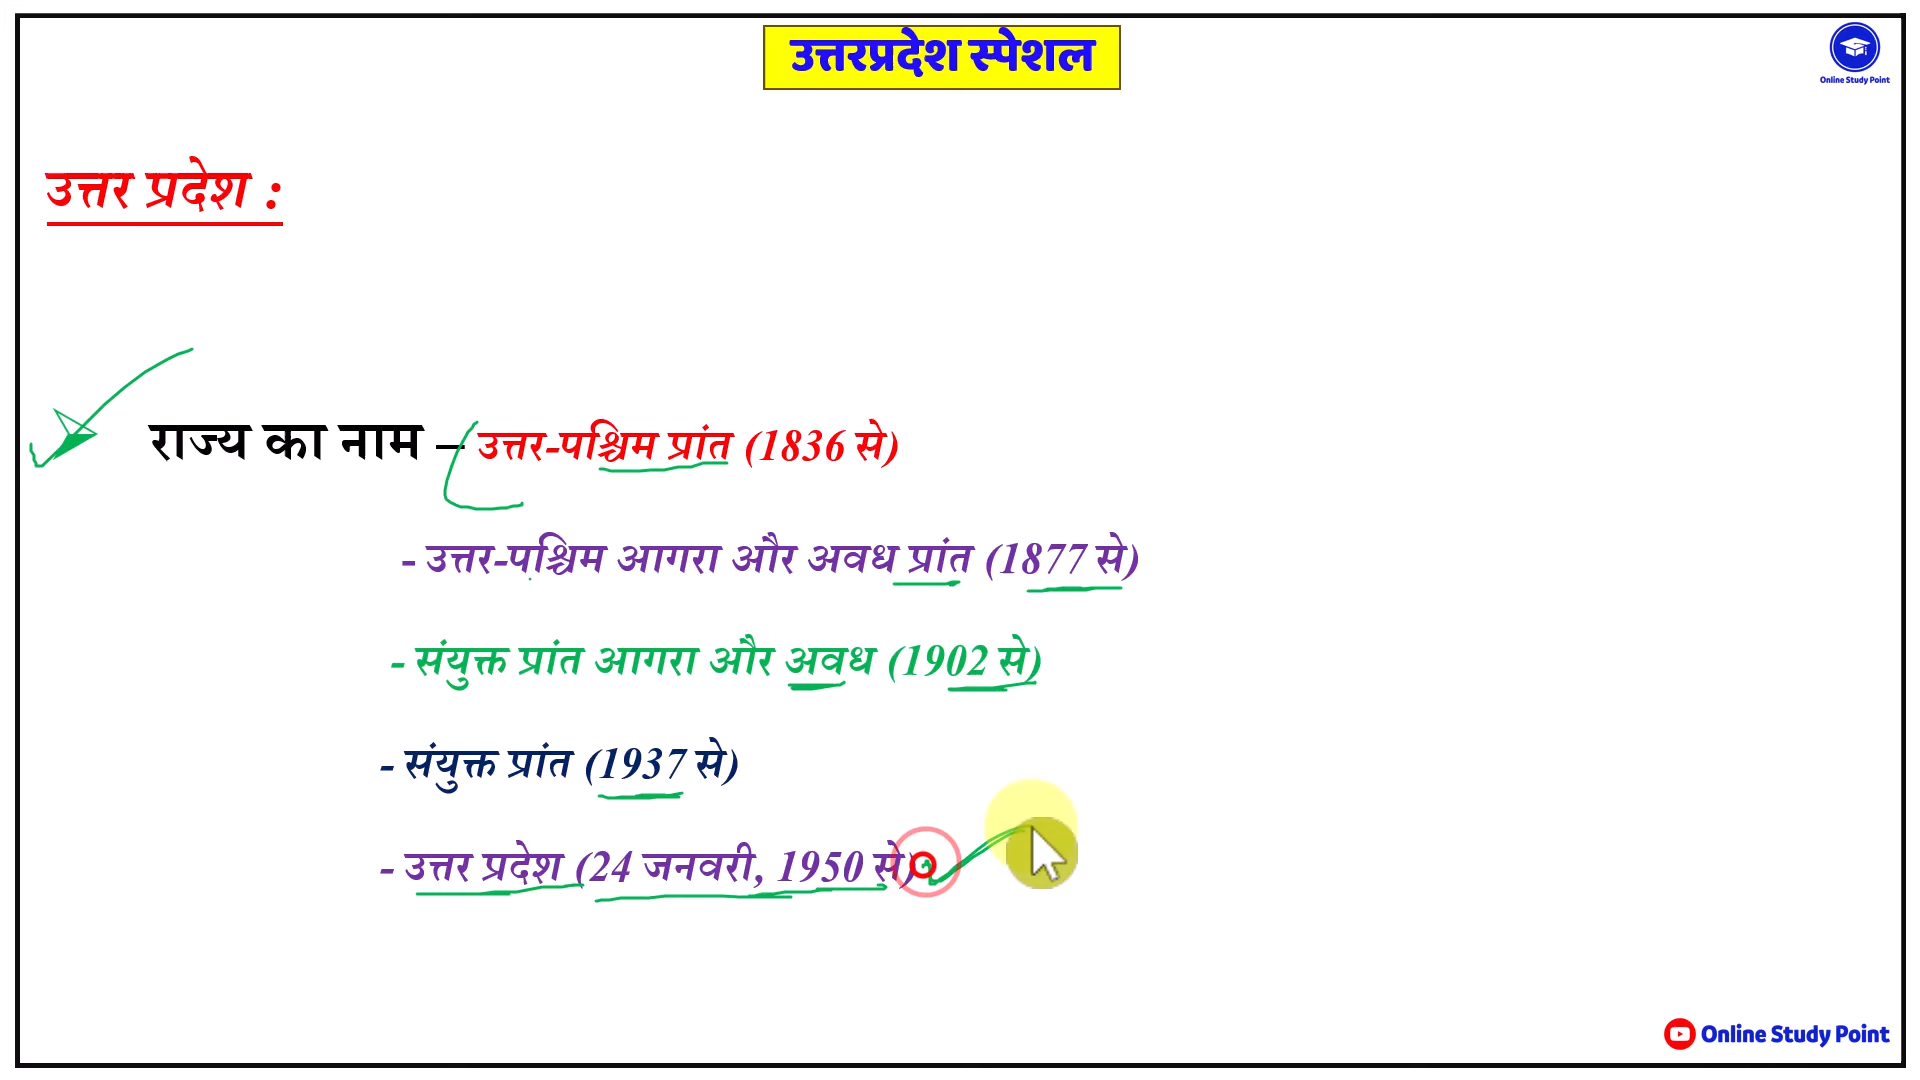 उत्तरप्रदेश स्पेशल
Online Study Point
उत्तर प्रदेश :
राज्य का नाम – उत्तर-पश्चिम प्रांत (1836 से)
- उत्तर-पश्चिम आगरा और अवध प्रांत (1877 से)
- संयुक्त प्रांत आगरा और अवध (1902 से)
- संयुक्त प्रांत (1937 से)
- उत्तर प्रदेश (24 जनवरी, 1950 से)
Online Study Point